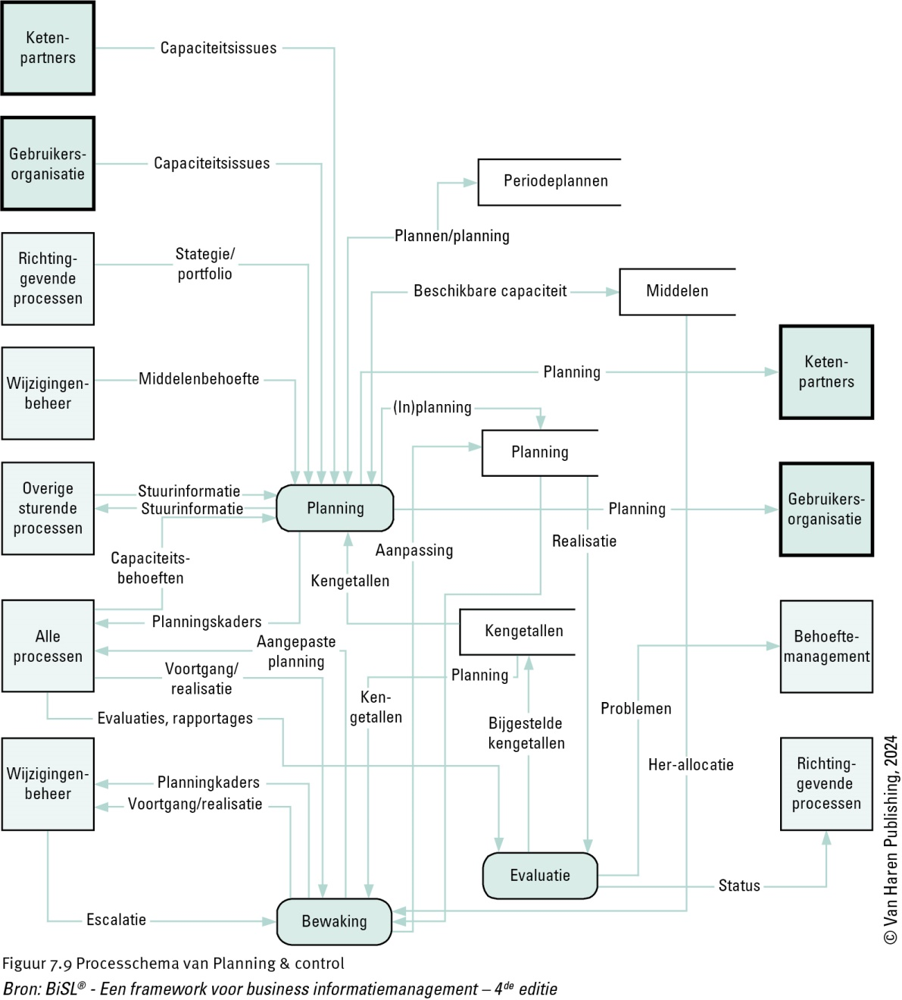 Keten-
partners
Capaciteitsissues
Gebruikers-
organisatie
Capaciteitsissues
Periodeplannen
Plannen/planning
Richting-
gevende
processen
Stategie/
portfolio
Beschikbare capaciteit
Middelen
Wijzigingen-
beheer
Middelenbehoefte
Planning
Keten-
partners
(In)planning
Planning
Overige
sturende
processen
Stuurinformatie
Stuurinformatie
Planning
Planning
Gebruikers-
organisatie
Capaciteits-
behoeften
Aanpassing
Realisatie
Kengetallen
Alle
processen
Planningskaders
Kengetallen
Behoefte-
management
Aangepaste
planning
Voortgang/
realisatie
Planning
Ken-
getallen
Evaluaties, rapportages
Bijgestelde
kengetallen
Problemen
Her-allocatie
Wijzigingen-
beheer
Planningkaders
Voortgang/realisatie
Richting-
gevende
processen
Evaluatie
Status
Escalatie
Bewaking
© Van Haren Publishing, 2024
Figuur 7.9 Processchema van Planning & control
Bron: BiSL® - Een framework voor business informatiemanagement – 4de editie